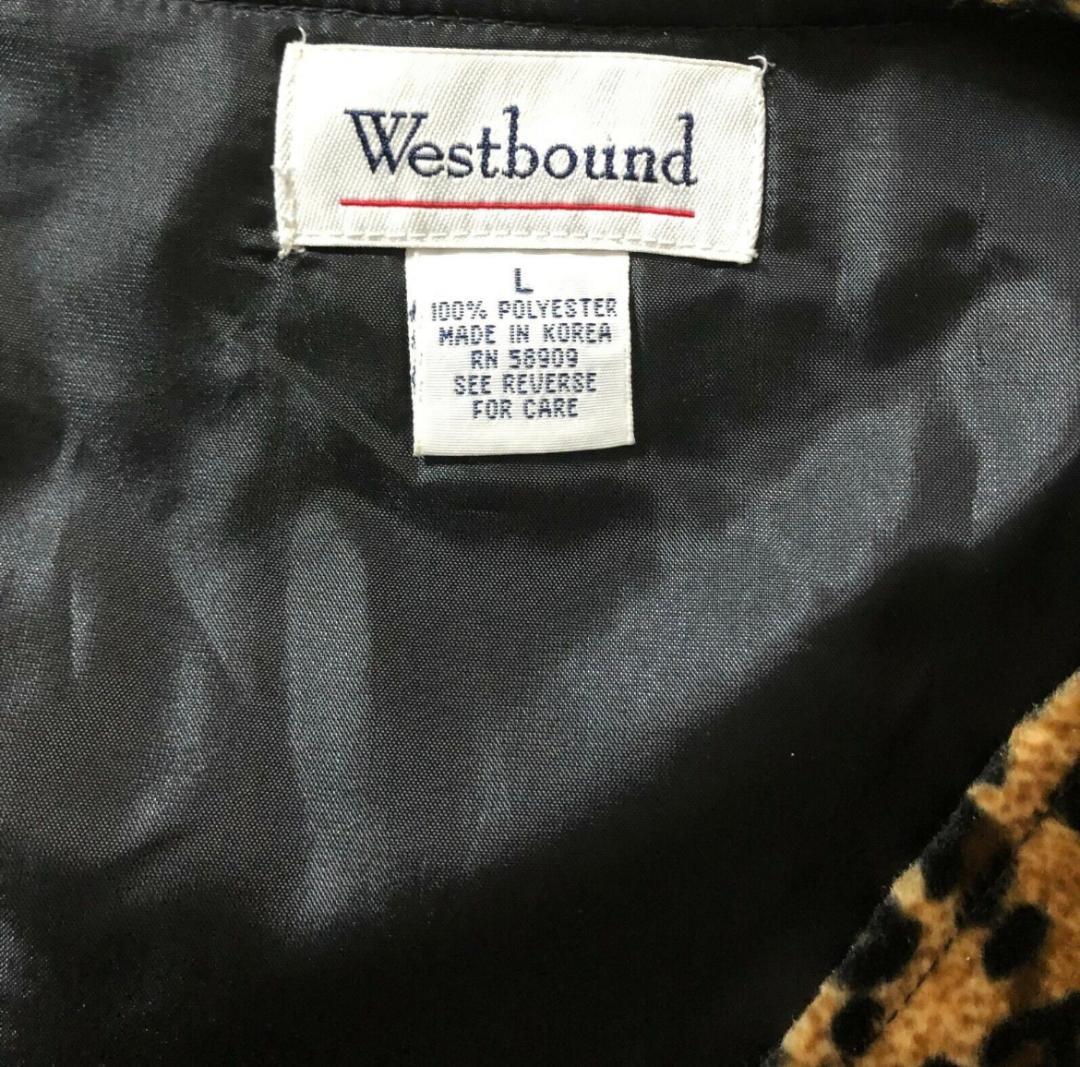 Westbound
L
100% POLYESTER
MADE IN KOREA
RN 58909
SEE REVERSE
FOR CARE